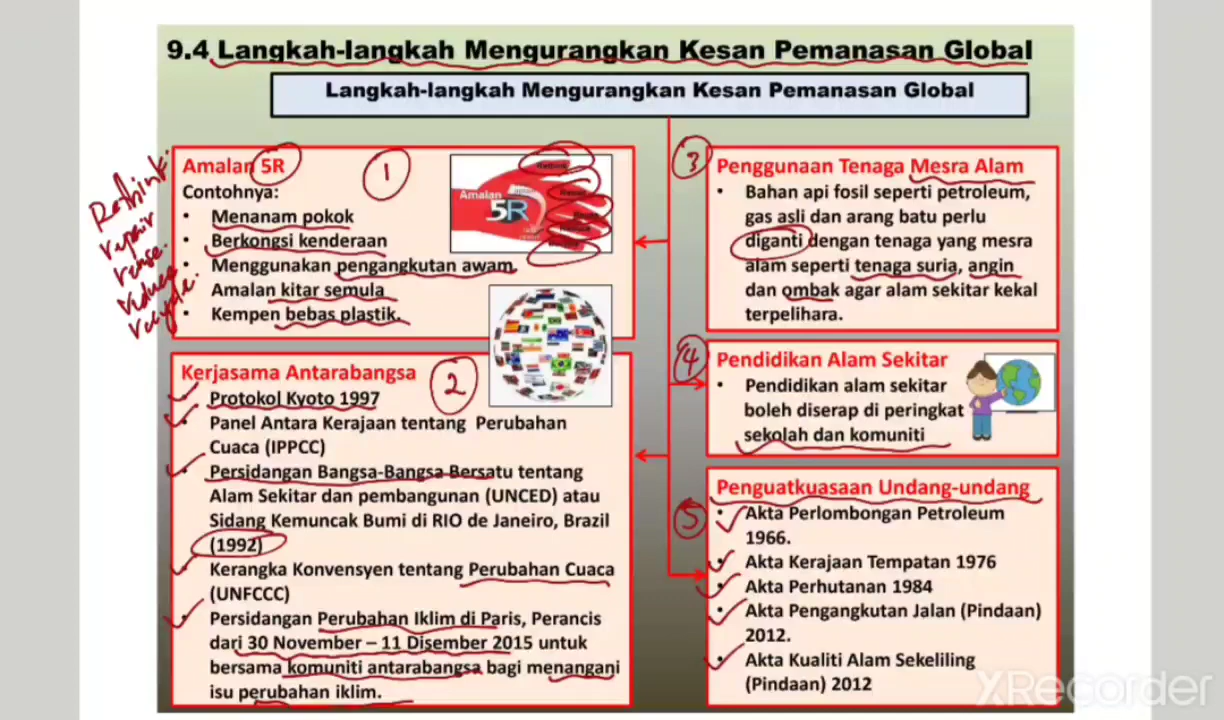 9.4 Langkah-langkah Mengurangkan Kesan Pemanasan Global
Langkah-langkah Mengurangkan Kesan Pemanasan Global
Amalan 5R
1
Contohnya:
• Menanam pokok
• Berkongsi kenderaan
• Menggunakan pengangkutan awam
Amalan kitar semula
• Kempen bebas plastik.
Amalan
5R
Rethink
repair
reuse
reduce
recycle
Kerjasama Antarabangsa
2
Protokol Kyoto 1997
Panel Antara Kerajaan tentang Perubahan
Cuaca (IPPCC)
Persidangan Bangsa-Bangsa Bersatu tentang
Alam Sekitar dan pembangunan (UNCED) atau
Sidang Kemuncak Bumi di RIO de Janeiro, Brazil
(1992)
Kerangka Konvensyen tentang Perubahan Cuaca
(UNFCCC)
Persidangan Perubahan Iklim di Paris, Perancis
dari 30 November – 11 Disember 2015 untuk
bersama komuniti antarabangsa bagi menangani
isu perubahan iklim.
3
Penggunaan Tenaga Mesra Alam
• Bahan api fosil seperti petroleum,
gas asli dan arang batu perlu
diganti dengan tenaga yang mesra
alam seperti tenaga suria, angin
dan ombak agar alam sekitar kekal
terpelihara.
4
Pendidikan Alam Sekitar
• Pendidikan alam sekitar
boleh diserap di peringkat
sekolah dan komuniti
5
Penguatkuasaan Undang-undang
• Akta Perlombongan Petroleum
1966.
• Akta Kerajaan Tempatan 1976
• Akta Perhutanan 1984
• Akta Pengangkutan Jalan (Pindaan)
2012.
• Akta Kualiti Alam Sekeliling
(Pindaan) 2012
XRecorder